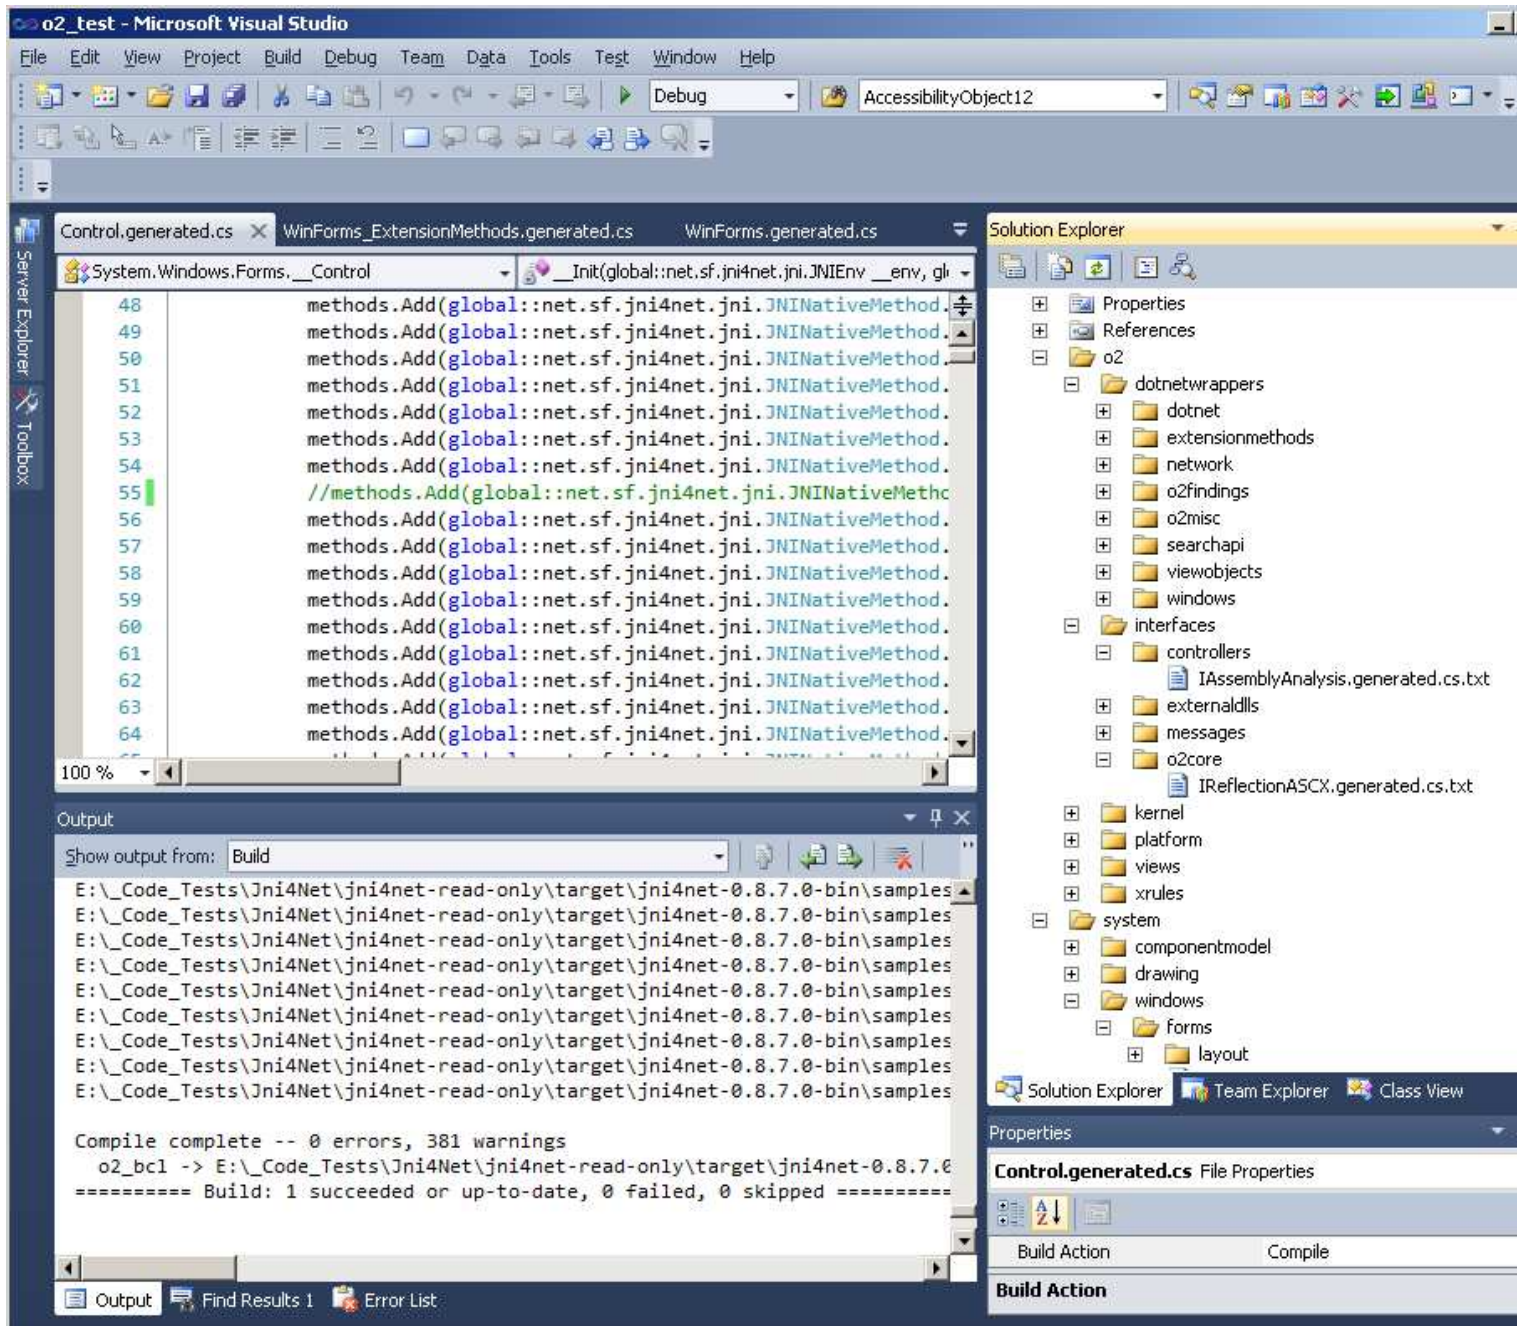 o2_test - Microsoft Visual Studio
File Edit View Project Build Debug Team Data Tools Test Window Help
Debug AccessibilityObject12
Server Explorer
Toolbox
Control.generated.cs WinForms_ExtensionMethods.generated.cs WinForms.generated.cs
System.Windows.Forms.__Control __Init(global::net.sf.jni4net.jni.JNIEnv __env, gl
48 methods.Add(global::net.sf.jni4net.jni.JNINativeMethod.
49 methods.Add(global::net.sf.jni4net.jni.JNINativeMethod.
50 methods.Add(global::net.sf.jni4net.jni.JNINativeMethod.
51 methods.Add(global::net.sf.jni4net.jni.JNINativeMethod.
52 methods.Add(global::net.sf.jni4net.jni.JNINativeMethod.
53 methods.Add(global::net.sf.jni4net.jni.JNINativeMethod.
54 methods.Add(global::net.sf.jni4net.jni.JNINativeMethod.
55 //methods.Add(global::net.sf.jni4net.jni.JNINativeMethc
56 methods.Add(global::net.sf.jni4net.jni.JNINativeMethod.
57 methods.Add(global::net.sf.jni4net.jni.JNINativeMethod.
58 methods.Add(global::net.sf.jni4net.jni.JNINativeMethod.
59 methods.Add(global::net.sf.jni4net.jni.JNINativeMethod.
60 methods.Add(global::net.sf.jni4net.jni.JNINativeMethod.
61 methods.Add(global::net.sf.jni4net.jni.JNINativeMethod.
62 methods.Add(global::net.sf.jni4net.jni.JNINativeMethod.
63 methods.Add(global::net.sf.jni4net.jni.JNINativeMethod.
64 methods.Add(global::net.sf.jni4net.jni.JNINativeMethod.
100 %
Output
Show output from: Build
E:\_Code_Tests\Jni4Net\jni4net-read-only\target\jni4net-0.8.7.0-bin\samples
E:\_Code_Tests\Jni4Net\jni4net-read-only\target\jni4net-0.8.7.0-bin\samples
E:\_Code_Tests\Jni4Net\jni4net-read-only\target\jni4net-0.8.7.0-bin\samples
E:\_Code_Tests\Jni4Net\jni4net-read-only\target\jni4net-0.8.7.0-bin\samples
E:\_Code_Tests\Jni4Net\jni4net-read-only\target\jni4net-0.8.7.0-bin\samples
E:\_Code_Tests\Jni4Net\jni4net-read-only\target\jni4net-0.8.7.0-bin\samples
E:\_Code_Tests\Jni4Net\jni4net-read-only\target\jni4net-0.8.7.0-bin\samples
E:\_Code_Tests\Jni4Net\jni4net-read-only\target\jni4net-0.8.7.0-bin\samples
E:\_Code_Tests\Jni4Net\jni4net-read-only\target\jni4net-0.8.7.0-bin\samples
Compile complete -- 0 errors, 381 warnings
o2_bcl -> E:\_Code_Tests\Jni4Net\jni4net-read-only\target\jni4net-0.8.7.0
========== Build: 1 succeeded or up-to-date, 0 failed, 0 skipped ==========
Output Find Results 1 Error List
Solution Explorer
Properties
References
o2
dotnetwrappers
dotnet
extensionmethods
network
o2findings
o2misc
searchapi
viewobjects
windows
interfaces
controllers
IAssemblyAnalysis.generated.cs.txt
externaldlls
messages
o2core
IReflectionASCX.generated.cs.txt
kernel
platform
views
xrules
system
componentmodel
drawing
windows
forms
layout
Solution Explorer Team Explorer Class View
Properties
Control.generated.cs File Properties
Build Action Compile
Build Action